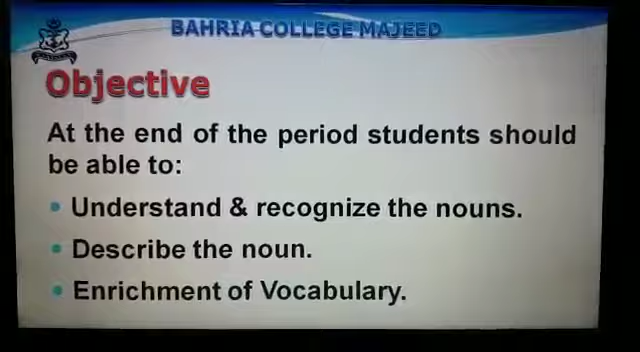 BAHRIA COLLEGE MAJEED
Objective
At the end of the period students should
be able to:
• Understand & recognize the nouns.
• Describe the noun.
• Enrichment of Vocabulary.